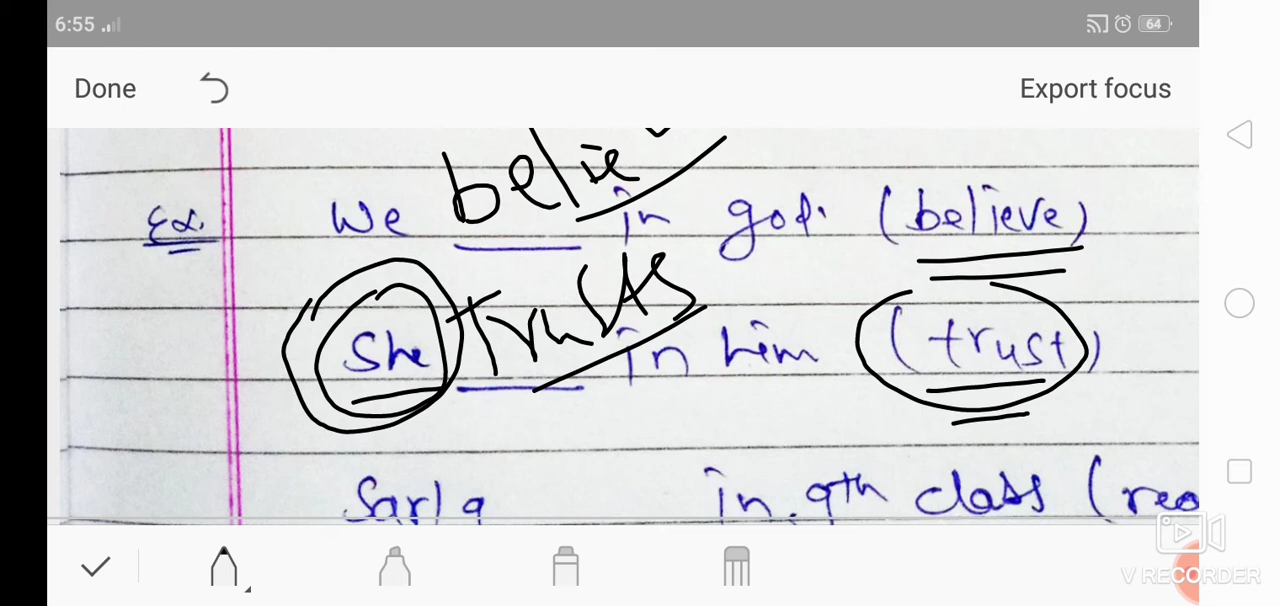 6:55
64
Done
Export focus
Ex. We in god. (believe)
She trusts in him (trust)
Sarla in 9th class (rea
V RECORDER